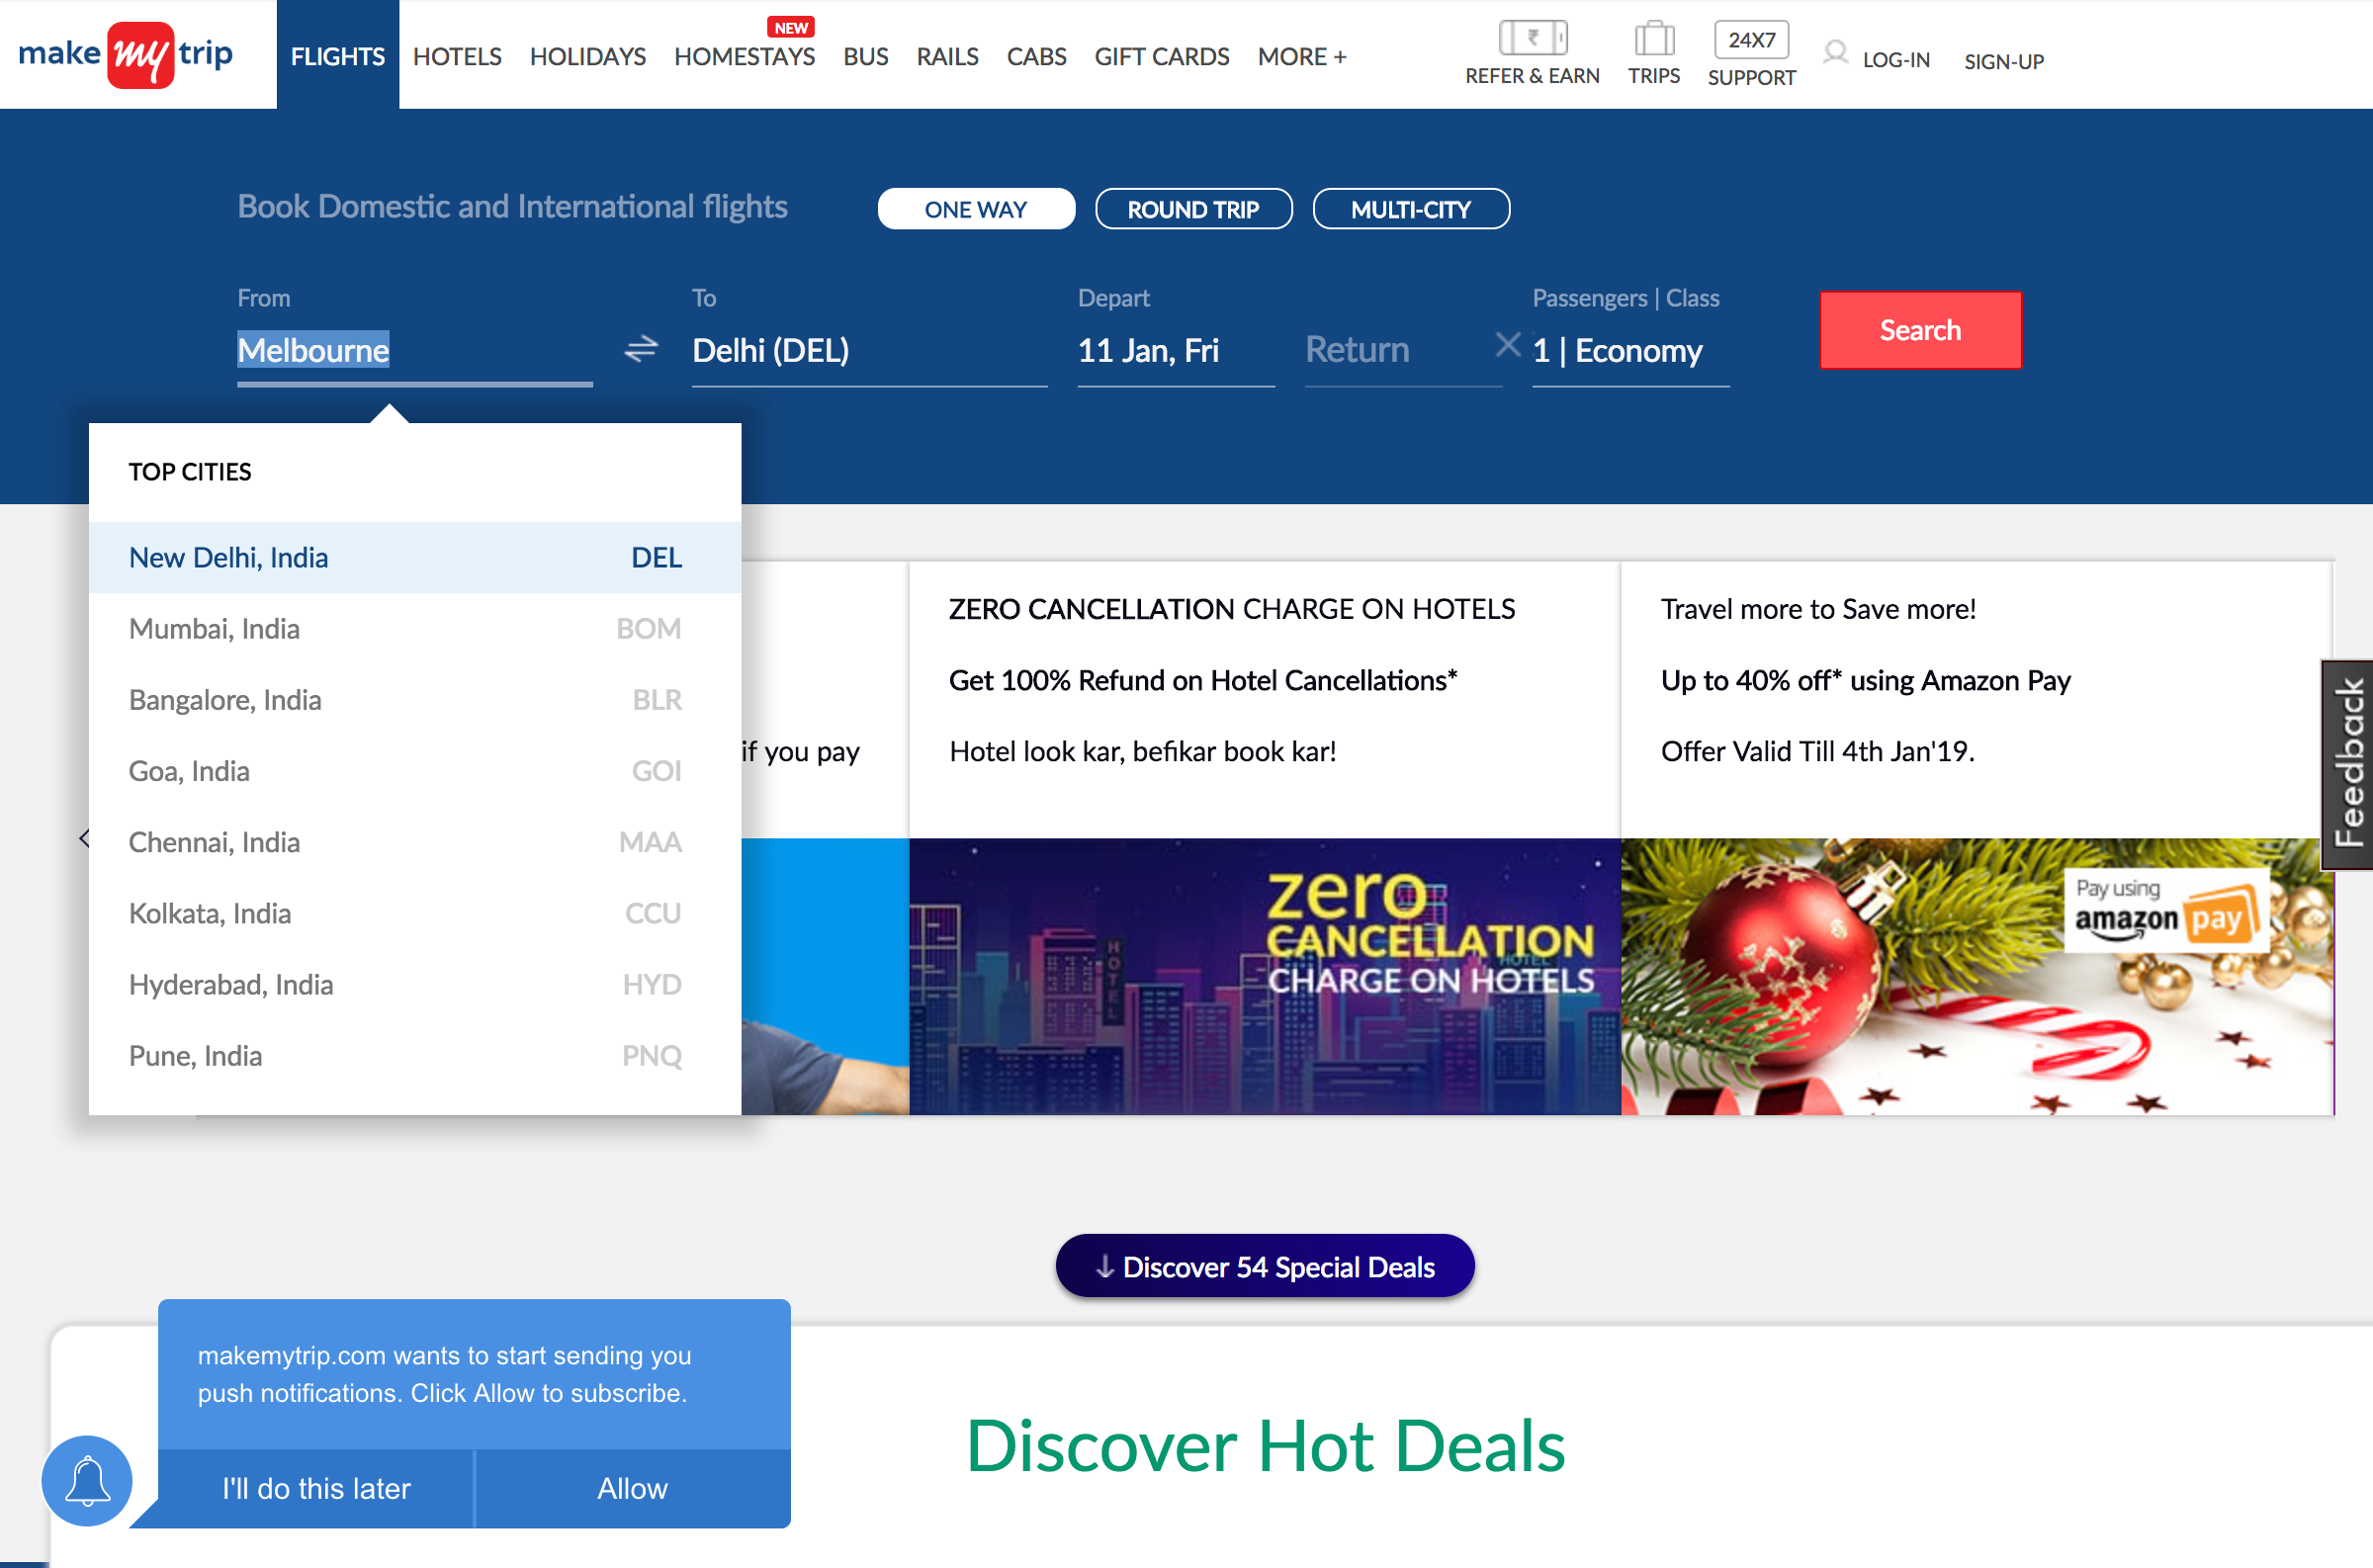 make my trip
FLIGHTS
HOTELS
HOLIDAYS
NEW
HOMESTAYS
BUS
RAILS
CABS
GIFT CARDS
MORE +
₹
REFER & EARN
TRIPS
24X7
SUPPORT
LOG-IN
SIGN-UP
Book Domestic and International flights
ONE WAY
ROUND TRIP
MULTI-CITY
From
To
Depart
Passengers | Class
Melbourne
Delhi (DEL)
11 Jan, Fri
Return
1 | Economy
Search
TOP CITIES
New Delhi, India DEL
Mumbai, India BOM
Bangalore, India BLR
Goa, India GOI
Chennai, India MAA
Kolkata, India CCU
Hyderabad, India HYD
Pune, India PNQ
if you pay
ZERO CANCELLATION CHARGE ON HOTELS
Get 100% Refund on Hotel Cancellations*
Hotel look kar, befikar book kar!
HOTEL
HOTEL
zero
CANCELLATION
CHARGE ON HOTELS
Travel more to Save more!
Up to 40% off* using Amazon Pay
Offer Valid Till 4th Jan'19.
Pay using
amazon pay
Feedback
Discover 54 Special Deals
makemytrip.com wants to start sending you
push notifications. Click Allow to subscribe.
I'll do this later
Allow
Discover Hot Deals